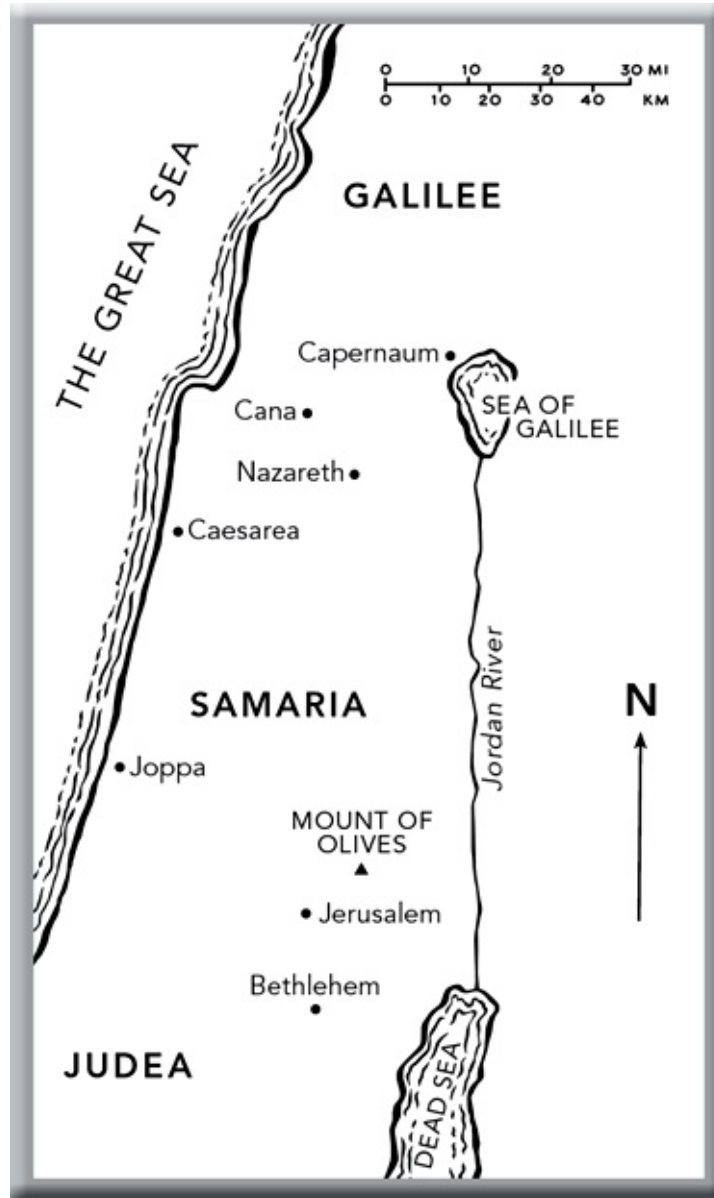 0 10 20 30 MI
0 10 20 30 40 KM
THE GREAT SEA
GALILEE
Capernaum
SEA OF
GALILEE
Cana
Nazareth
Caesarea
Jordan River
SAMARIA
N
Joppa
MOUNT OF
OLIVES
Jerusalem
Bethlehem
JUDEA
DEAD SEA